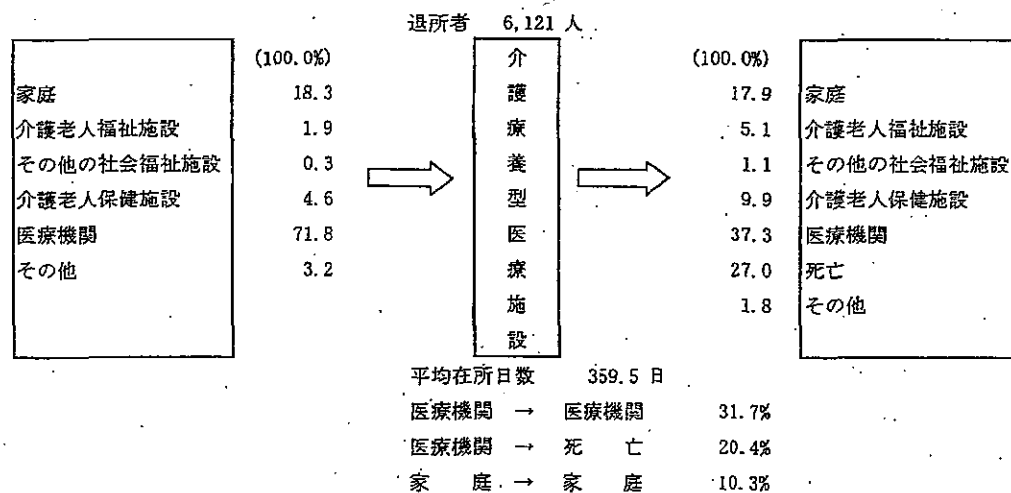 退所者 6,121 人
(100.0%)
家庭 18.3
介護老人福祉施設 1.9
その他の社会福祉施設 0.3
介護老人保健施設 4.6
医療機関 71.8
その他 3.2
介護療養型医療施設
(100.0%)
17.9 家庭
5.1 介護老人福祉施設
1.1 その他の社会福祉施設
9.9 介護老人保健施設
37.3 医療機関
27.0 死亡
1.8 その他
平均在所日数 359.5 日
医療機関 → 医療機関 31.7%
医療機関 → 死亡 20.4%
家庭 → 家庭 10.3%